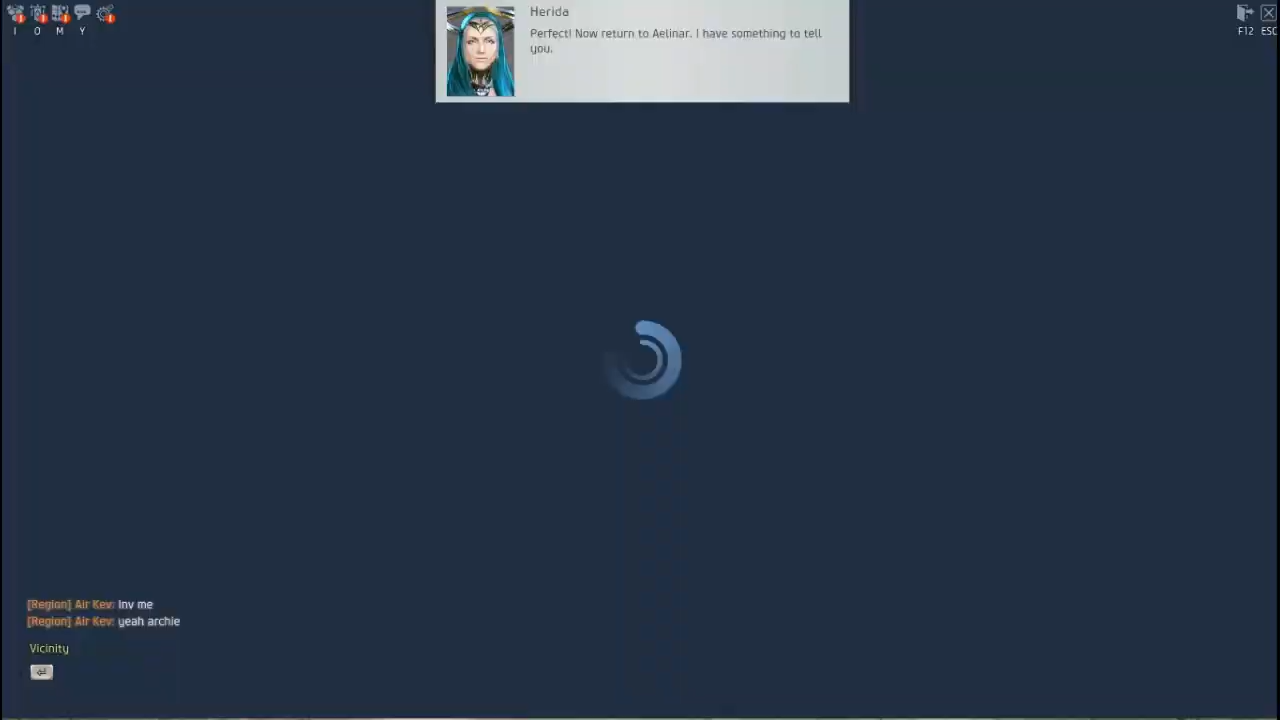 I O M Y
F12 ESC
Herida
Perfect! Now return to Aelinar. I have something to tell
you.
[Region] Air Kev: Inv me
[Region] Air Kev: yeah archie
Vicinity